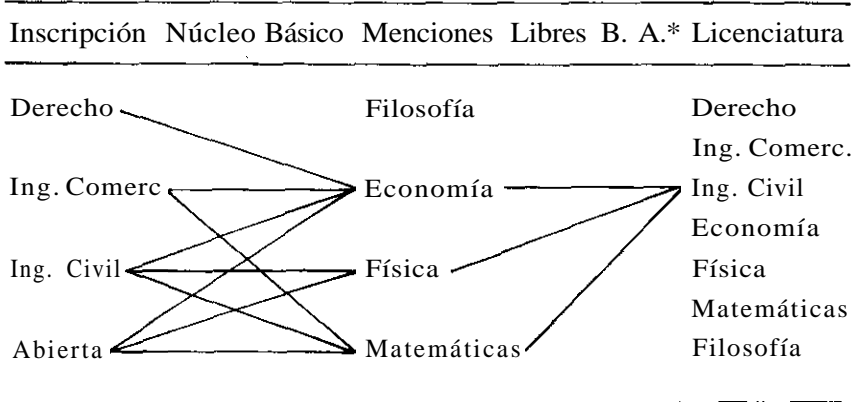 Inscripción Núcleo Básico Menciones Libres B. A.* Licenciatura
Derecho Filosofía Derecho
Ing. Comerc.
Ing. Comerc Economía Ing. Civil
Economía
Ing. Civil Física Física
Matemáticas
Abierta Matemáticas Filosofía